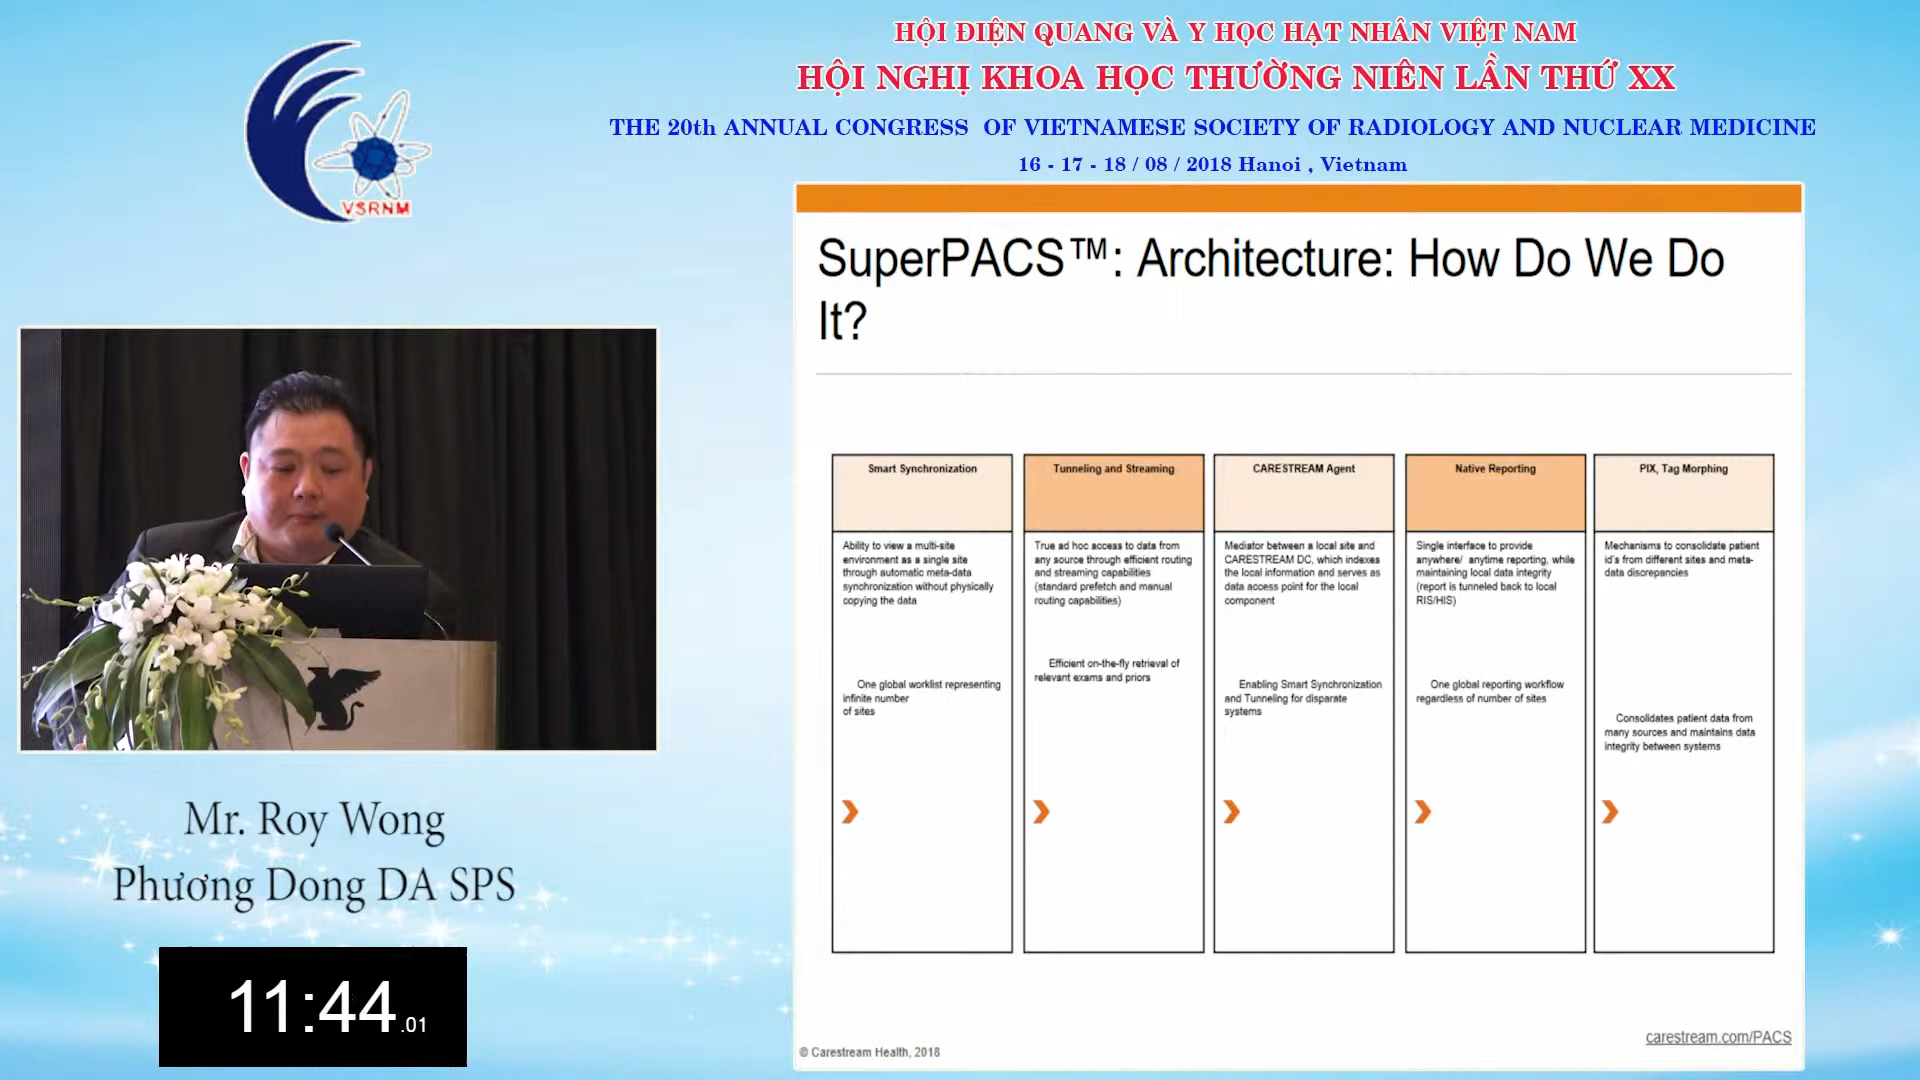 HỘI ĐIỆN QUANG VÀ Y HỌC HẠT NHÂN VIỆT NAM
HỘI NGHỊ KHOA HỌC THƯỜNG NIÊN LẦN THỨ XX
THE 20th ANNUAL CONGRESS OF VIETNAMESE SOCIETY OF RADIOLOGY AND NUCLEAR MEDICINE
16 - 17 - 18 / 08 / 2018 Hanoi , Vietnam
VSRNM
SuperPACS™: Architecture: How Do We Do
It?
Smart Synchronization
Ability to view a multi-site
environment as a single site
through automatic meta-data
synchronization without physically
copying the data
One global worklist representing
infinite number
of sites
Tunneling and Streaming
True ad hoc access to data from
any source through efficient routing
and streaming capabilities
(standard prefetch and manual
routing capabilities)
Efficient on-the-fly retrieval of
relevant exams and priors
CARESTREAM Agent
Mediator between a local site and
CARESTREAM DC, which indexes
the local information and serves as
data access point for the local
component
Enabling Smart Synchronization
and Tunneling for disparate
systems
Native Reporting
Single interface to provide
anywhere/ anytime reporting, while
maintaining local data integrity
(report is tunneled back to local
RIS/HIS)
One global reporting workflow
regardless of number of sites
PIX, Tag Morphing
Mechanisms to consolidate patient
id's from different sites and meta-
data discrepancies
Consolidates patient data from
many sources and maintains data
integrity between systems
© Carestream Health, 2018
carestream.com/PACS
Mr. Roy Wong
Phương Dong DA SPS
11:44.01